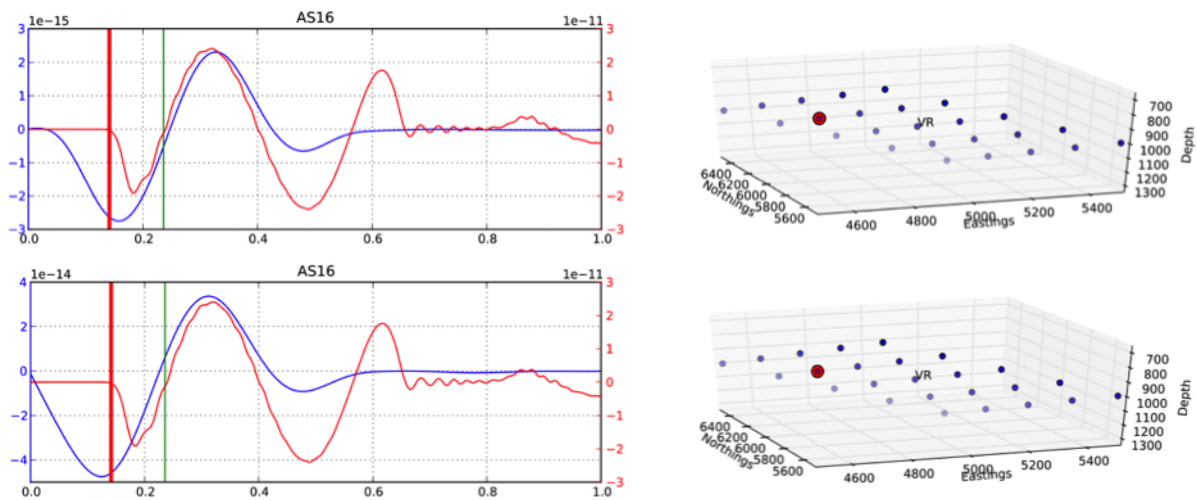 1e−15 AS16 1e−11
3 3
2 2
1 1
0 0
−1 −1
−2 −2
−3 −3
0.0 0.2 0.4 0.6 0.8 1.0
VR
700
800
900
1000
1100
1200
1300
Depth
6400
6200
6000
5800
5600
Northings
4600 4800 5000 5200 5400
Eastings
1e−14 AS16 1e−11
4 3
2 2
0 1
−2 0
−4 −1
−2
−3
0.0 0.2 0.4 0.6 0.8 1.0
VR
700
800
900
1000
1100
1200
1300
Depth
6400
6200
6000
5800
5600
Northings
4600 4800 5000 5200 5400
Eastings